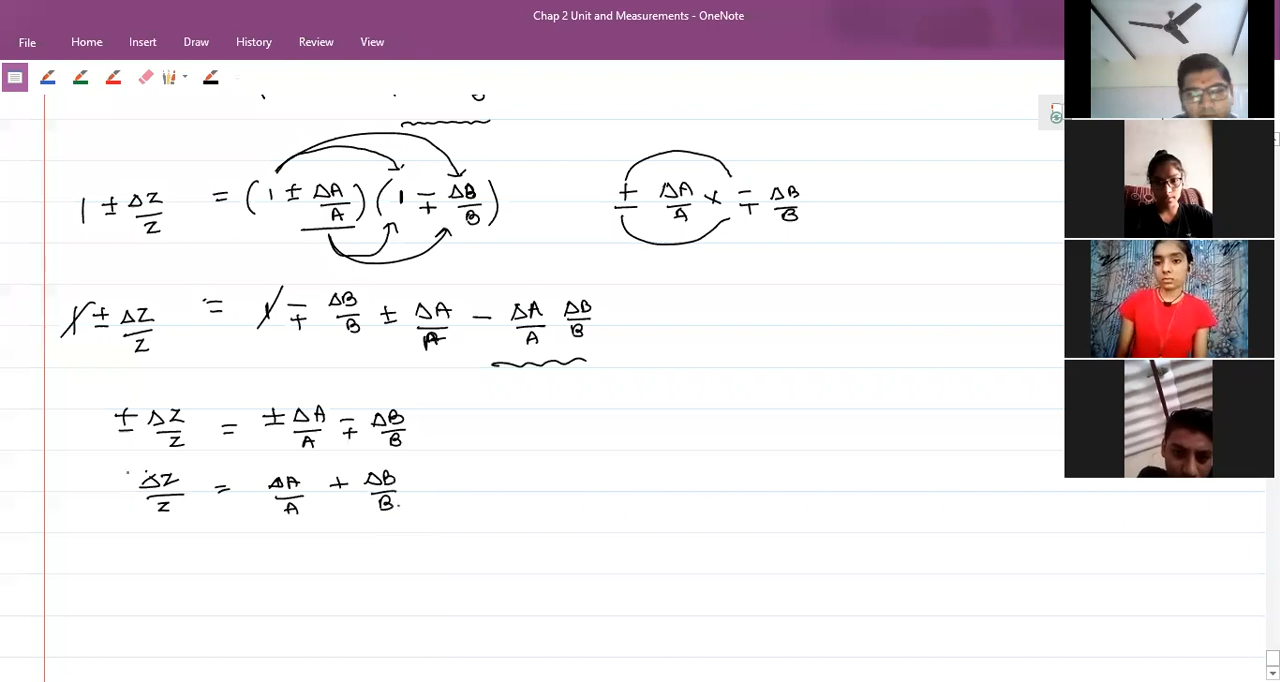 Chap 2 Unit and Measurements - OneNote
File Home Insert Draw History Review View
1 ± ΔZ/Z = (1 ± ΔA/A)(1 ∓ ΔB/B) ± ΔA/A × ∓ ΔB/B
1 ± ΔZ/Z = 1 ∓ ΔB/B ± ΔA/A - ΔA/A ΔB/B
± ΔZ/Z = ± ΔA/A ∓ ΔB/B
ΔZ/Z = ΔA/A + ΔB/B